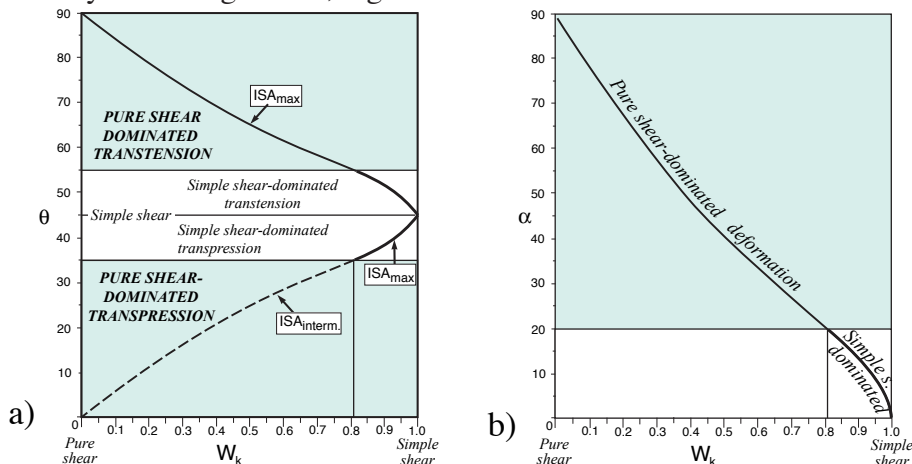 90
80
70
60
50
40
30
20
10
0
θ
ISAmax
PURE SHEAR
DOMINATED
TRANSTENSION
Simple shear-dominated
transtension
Simple shear
Simple shear-dominated
transpression
ISAmax
PURE SHEAR-
DOMINATED
TRANSPRESSION
ISAinterm.
0.1 0.2 0.3 0.4 0.5 0.6 0.7 0.8 0.9 1.0
Pure
shear
Wk
Simple
shear
a)
90
80
70
60
50
40
30
20
10
0
α
Pure shear-dominated deformation
Simple s.
dominated
0.1 0.2 0.3 0.4 0.5 0.6 0.7 0.8 0.9 1.0
Pure
shear
Wk
Simple
shear
b)